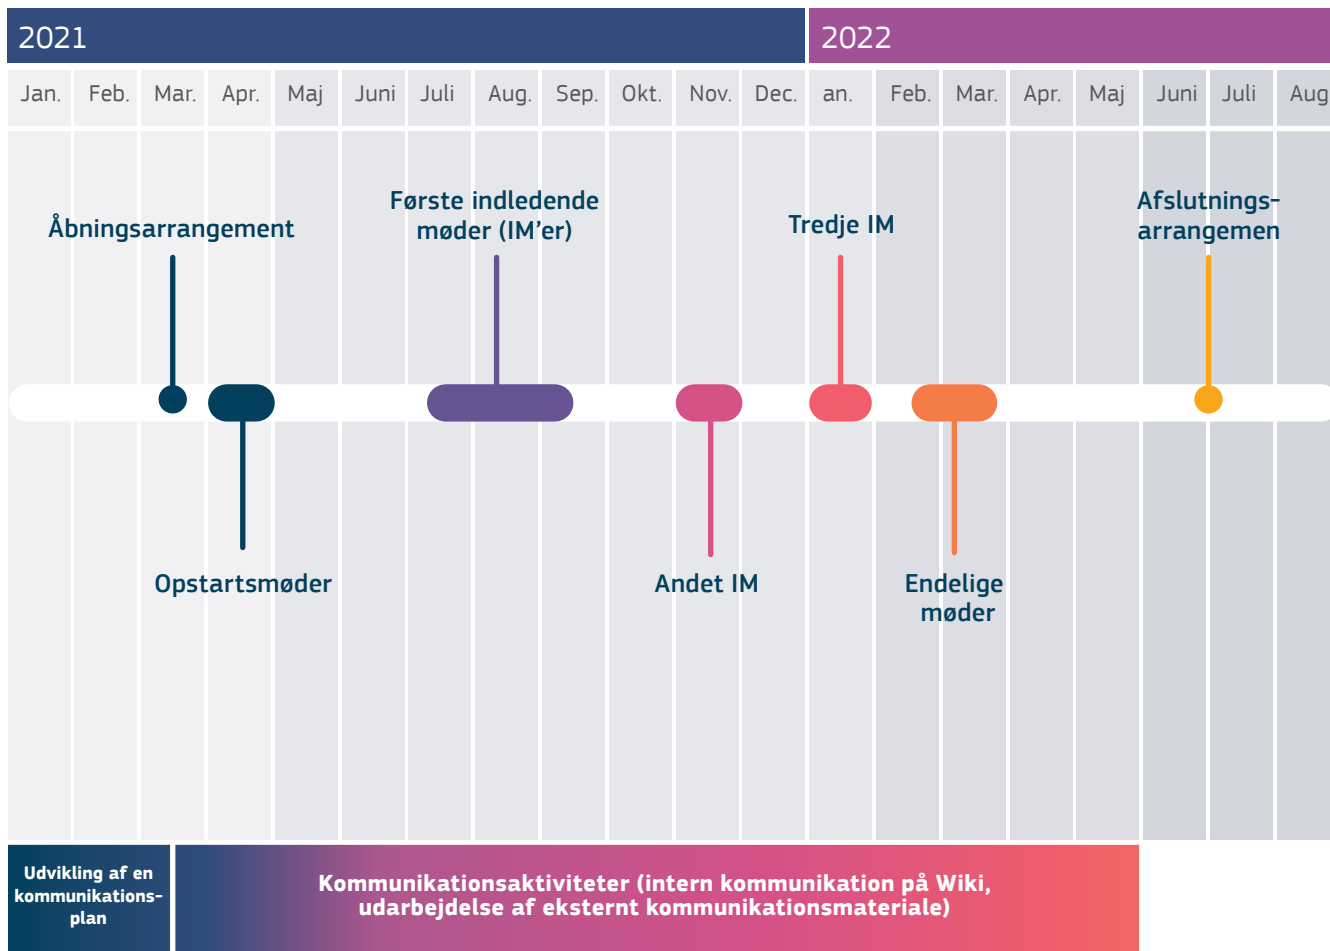 2021 2022
Jan. Feb. Mar. Apr. Maj Juni Juli Aug. Sep. Okt. Nov. Dec. an. Feb. Mar. Apr. Maj Juni Juli Aug
Åbningsarrangement
Første indledende
møder (IM’er)
Tredje IM
Afslutnings-
arrangemen
Opstartsmøder
Andet IM
Endelige
møder
Udvikling af en
kommunikations-
plan
Kommunikationsaktiviteter (intern kommunikation på Wiki,
udarbejdelse af eksternt kommunikationsmateriale)